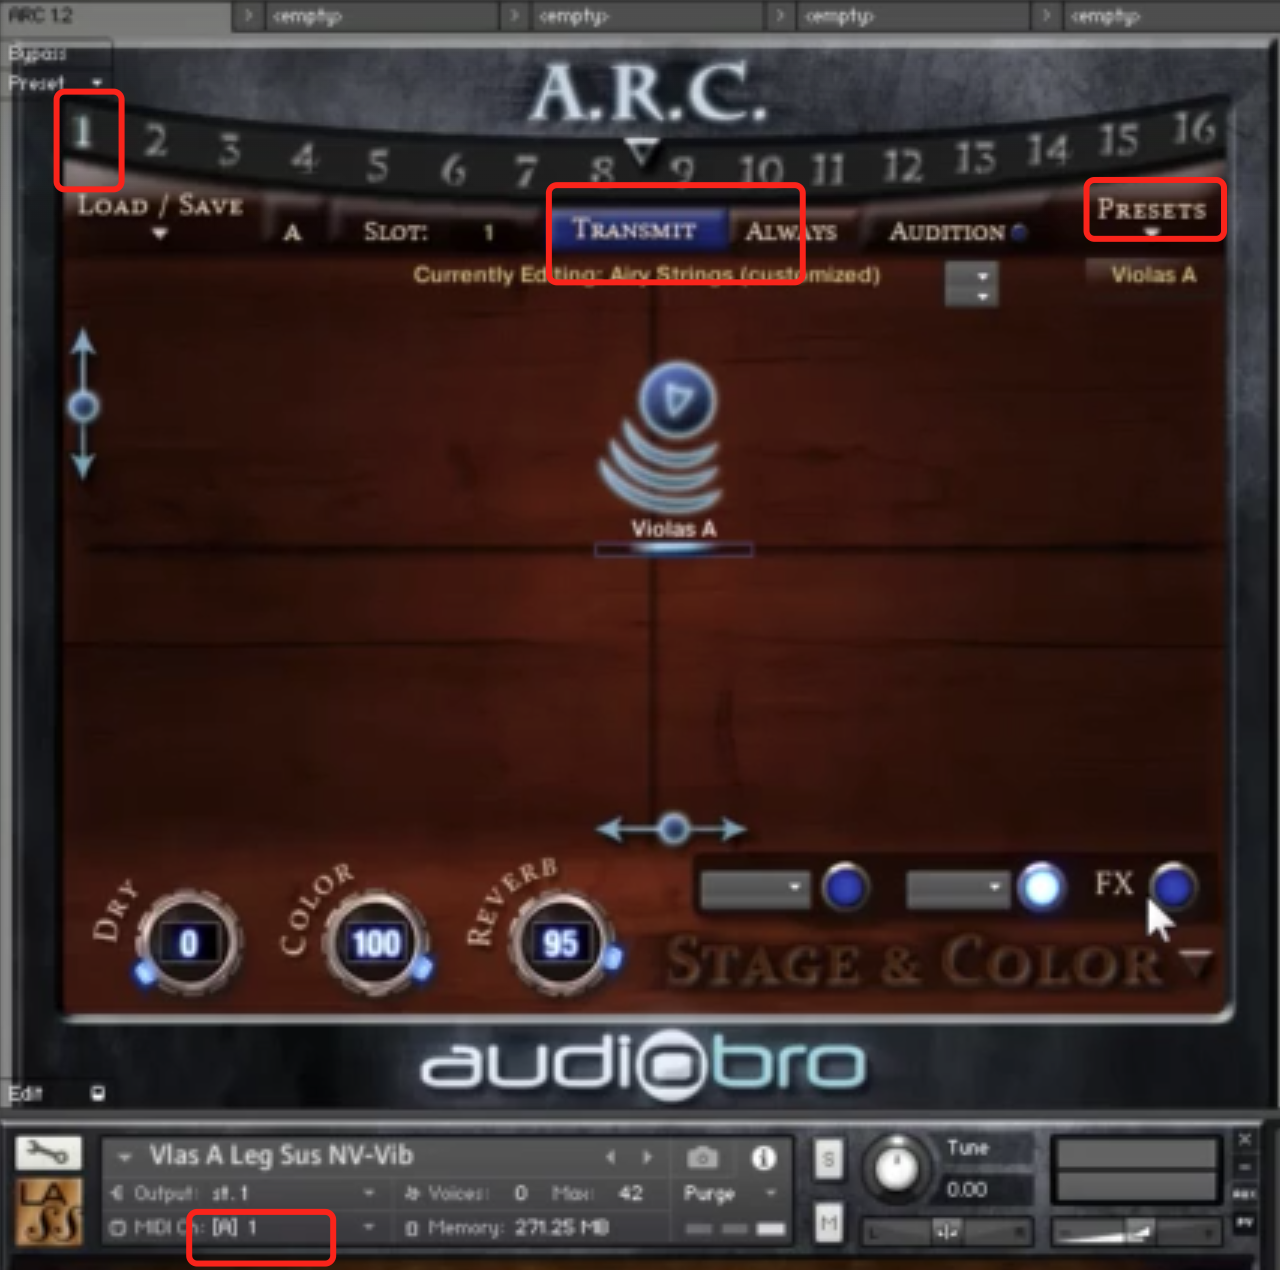 ARC 1.2 <empty> <empty> <empty> <empty>
Bypass
Preset
A.R.C.
1 2 3 4 5 6 7 8 9 10 11 12 13 14 15 16
LOAD / SAVE A SLOT: 1 TRANSMIT ALWAYS AUDITION PRESETS
Currently Editing: Airy Strings (customized) Violas A
Violas A
DRY 0 COLOR 100 REVERB 95 FX
STAGE & COLOR
audiobro
Edit
Vlas A Leg Sus NV-Vib i S Tune
LASS Output: st.1 Voices: 0 Max: 42 Purge 0.00
MIDI Ch: [A] 1 Memory: 271.25 MB M L R